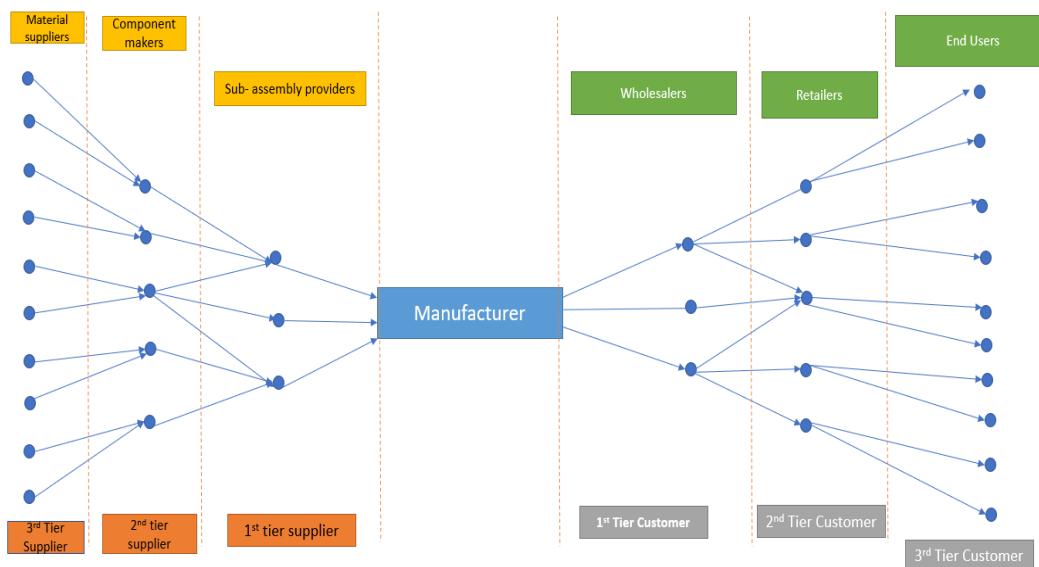 Material
suppliers
Component
makers
Sub- assembly providers
Wholesalers
Retailers
End Users
Manufacturer
3rd Tier
Supplier
2nd tier
supplier
1st tier supplier
1st Tier Customer
2nd Tier Customer
3rd Tier Customer